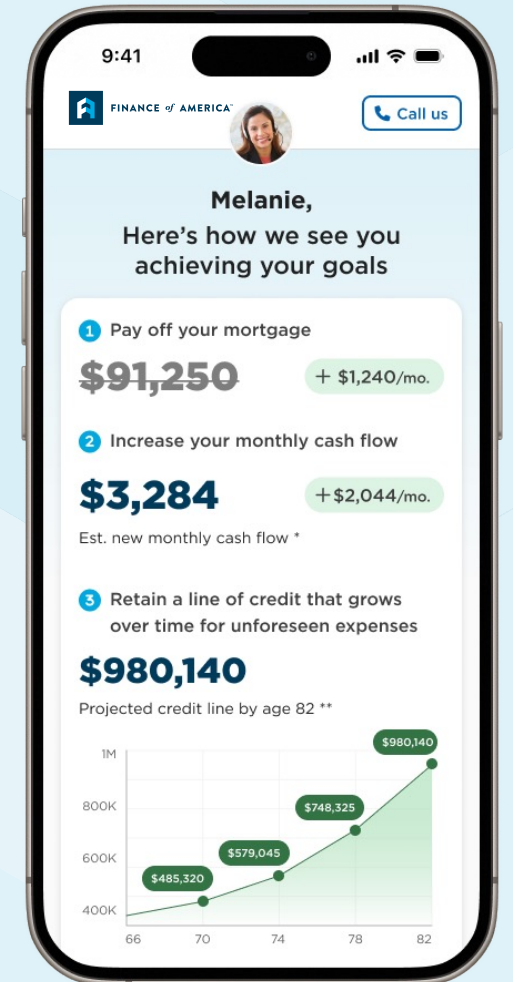 9:41
FINANCE of AMERICA
Call us
Melanie,
Here's how we see you
achieving your goals
1 Pay off your mortgage
$91,250
+ $1,240/mo.
2 Increase your monthly cash flow
$3,284
+$2,044/mo.
Est. new monthly cash flow *
3 Retain a line of credit that grows
over time for unforeseen expenses
$980,140
Projected credit line by age 82 **
$980,140
1M
$748,325
800K
$579,045
600K
$485,320
400K
66 70 74 78 82